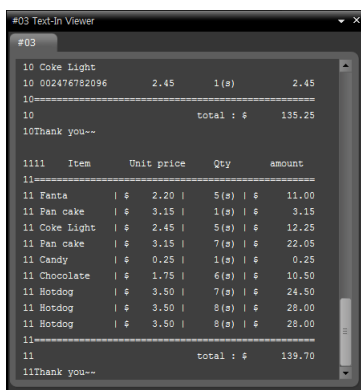 #03 Text-In Viewer
#03
10 Coke Light
10 002476782096 2.45 1(s) 2.45
10==========================================
10 total : $ 135.25
10Thank you~~
1111 Item Unit price Qty amount
11==========================================
11 Fanta | $ 2.20 | 5(s) | $ 11.00
11 Pan cake | $ 3.15 | 1(s) | $ 3.15
11 Coke Light | $ 2.45 | 5(s) | $ 12.25
11 Pan cake | $ 3.15 | 7(s) | $ 22.05
11 Candy | $ 0.25 | 1(s) | $ 0.25
11 Chocolate | $ 1.75 | 6(s) | $ 10.50
11 Hotdog | $ 3.50 | 7(s) | $ 24.50
11 Hotdog | $ 3.50 | 8(s) | $ 28.00
11 Hotdog | $ 3.50 | 8(s) | $ 28.00
11==========================================
11 total : $ 139.70
11Thank you~~